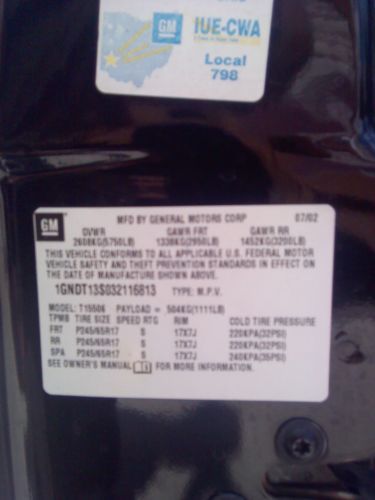 GM
IUE-CWA
Local
798
GM
MFD BY GENERAL MOTORS CORP 07/02
GVWR GAWR FRT GAWR RR
2608KG(5750LB) 1338KG(2950LB) 1452KG(3200LB)
THIS VEHICLE CONFORMS TO ALL APPLICABLE U.S. FEDERAL MOTOR
VEHICLE SAFETY AND THEFT PREVENTION STANDARDS IN EFFECT ON
THE DATE OF MANUFACTURE SHOWN ABOVE.
1GNDT13S032116813 TYPE: M.P.V.
MODEL: T15506 PAYLOAD = 504KG(1111LB)
TPMB TIRE SIZE SPEED RTG RIM COLD TIRE PRESSURE
FRT P245/65R17 S 17X7J 220KPA(32PSI)
RR P245/65R17 S 17X7J 220KPA(32PSI)
SPA P245/65R17 S 17X7J 240KPA(35PSI)
SEE OWNER'S MANUAL FOR MORE INFORMATION.